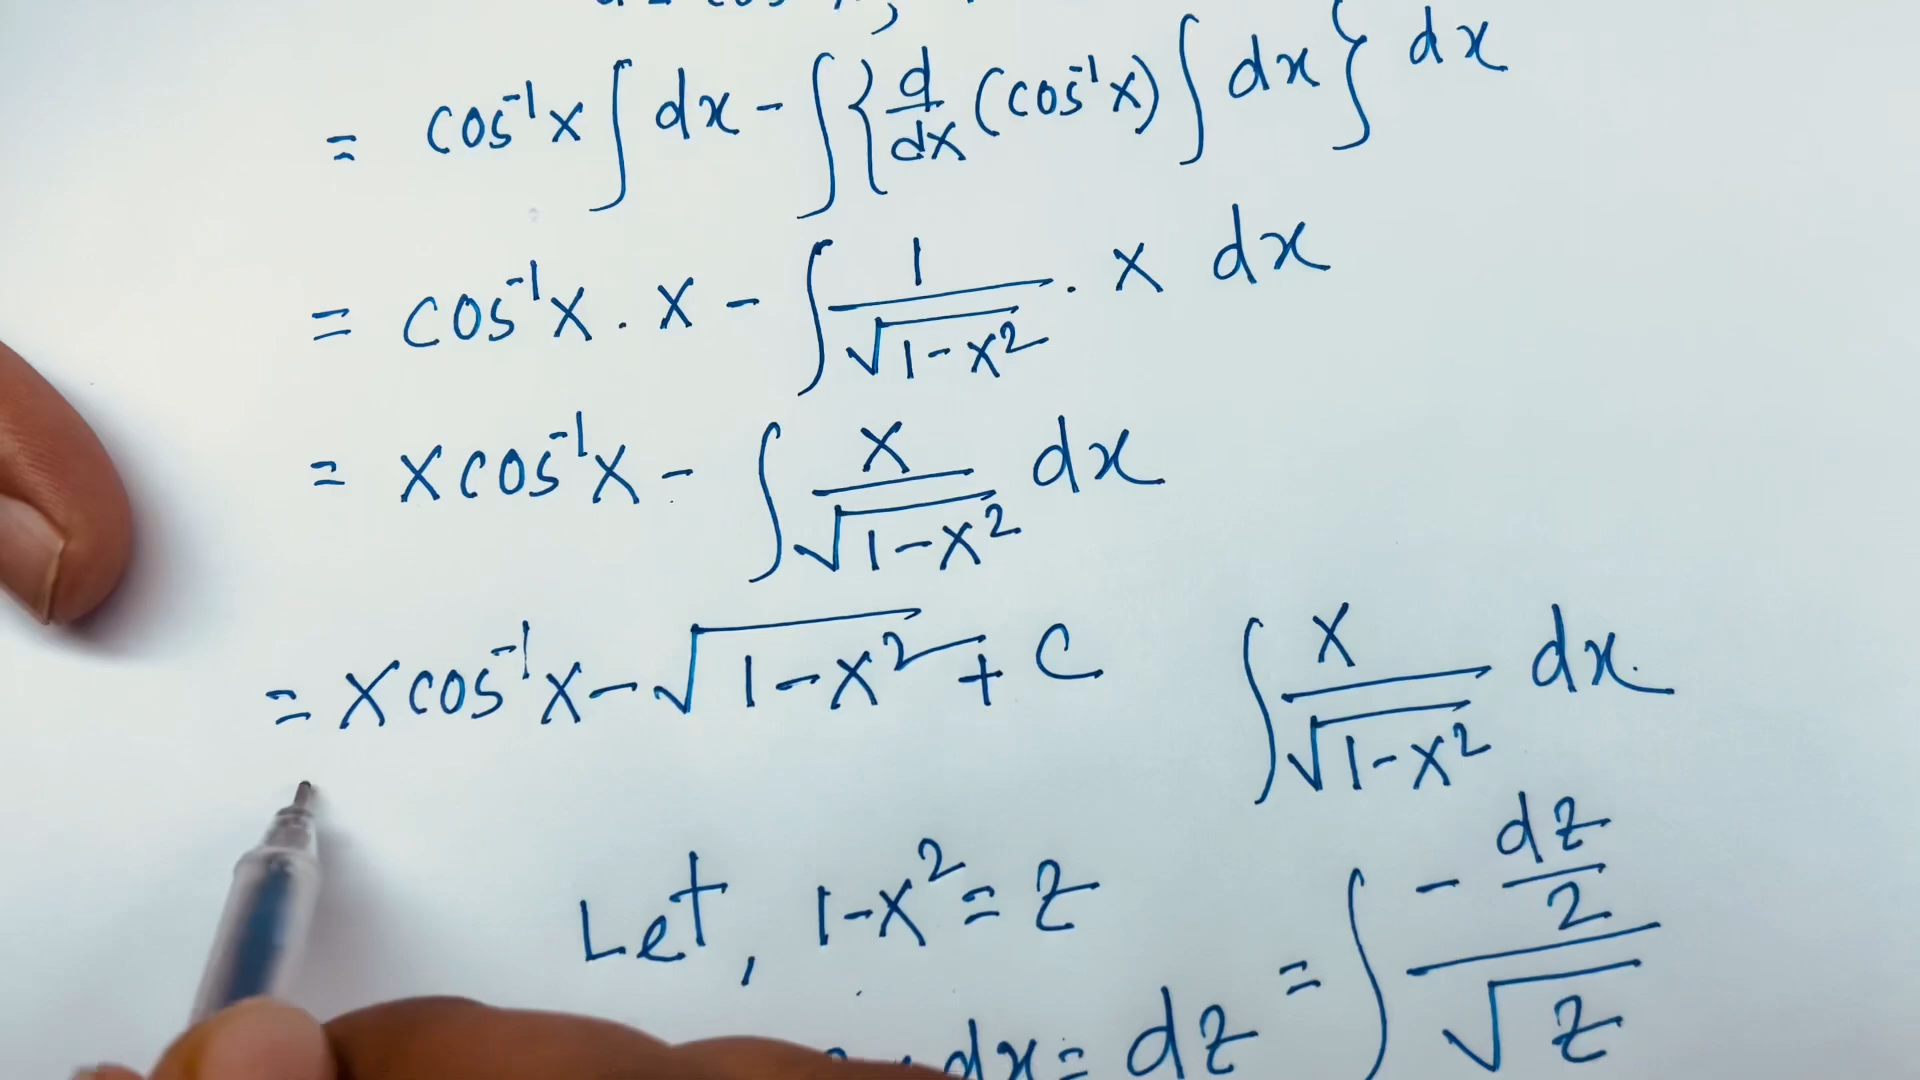 = cos⁻¹x ∫ dx - ∫ { d/dx (cos⁻¹x) ∫ dx } dx
= cos⁻¹x . x - ∫ 1/√(1-x²) . x dx
= x cos⁻¹x - ∫ x/√(1-x²) dx
= x cos⁻¹x - √(1-x²) + c
∫ x/√(1-x²) dx.
Let, 1-x² = z
dx = dz
= ∫ (- dz/2)/√z